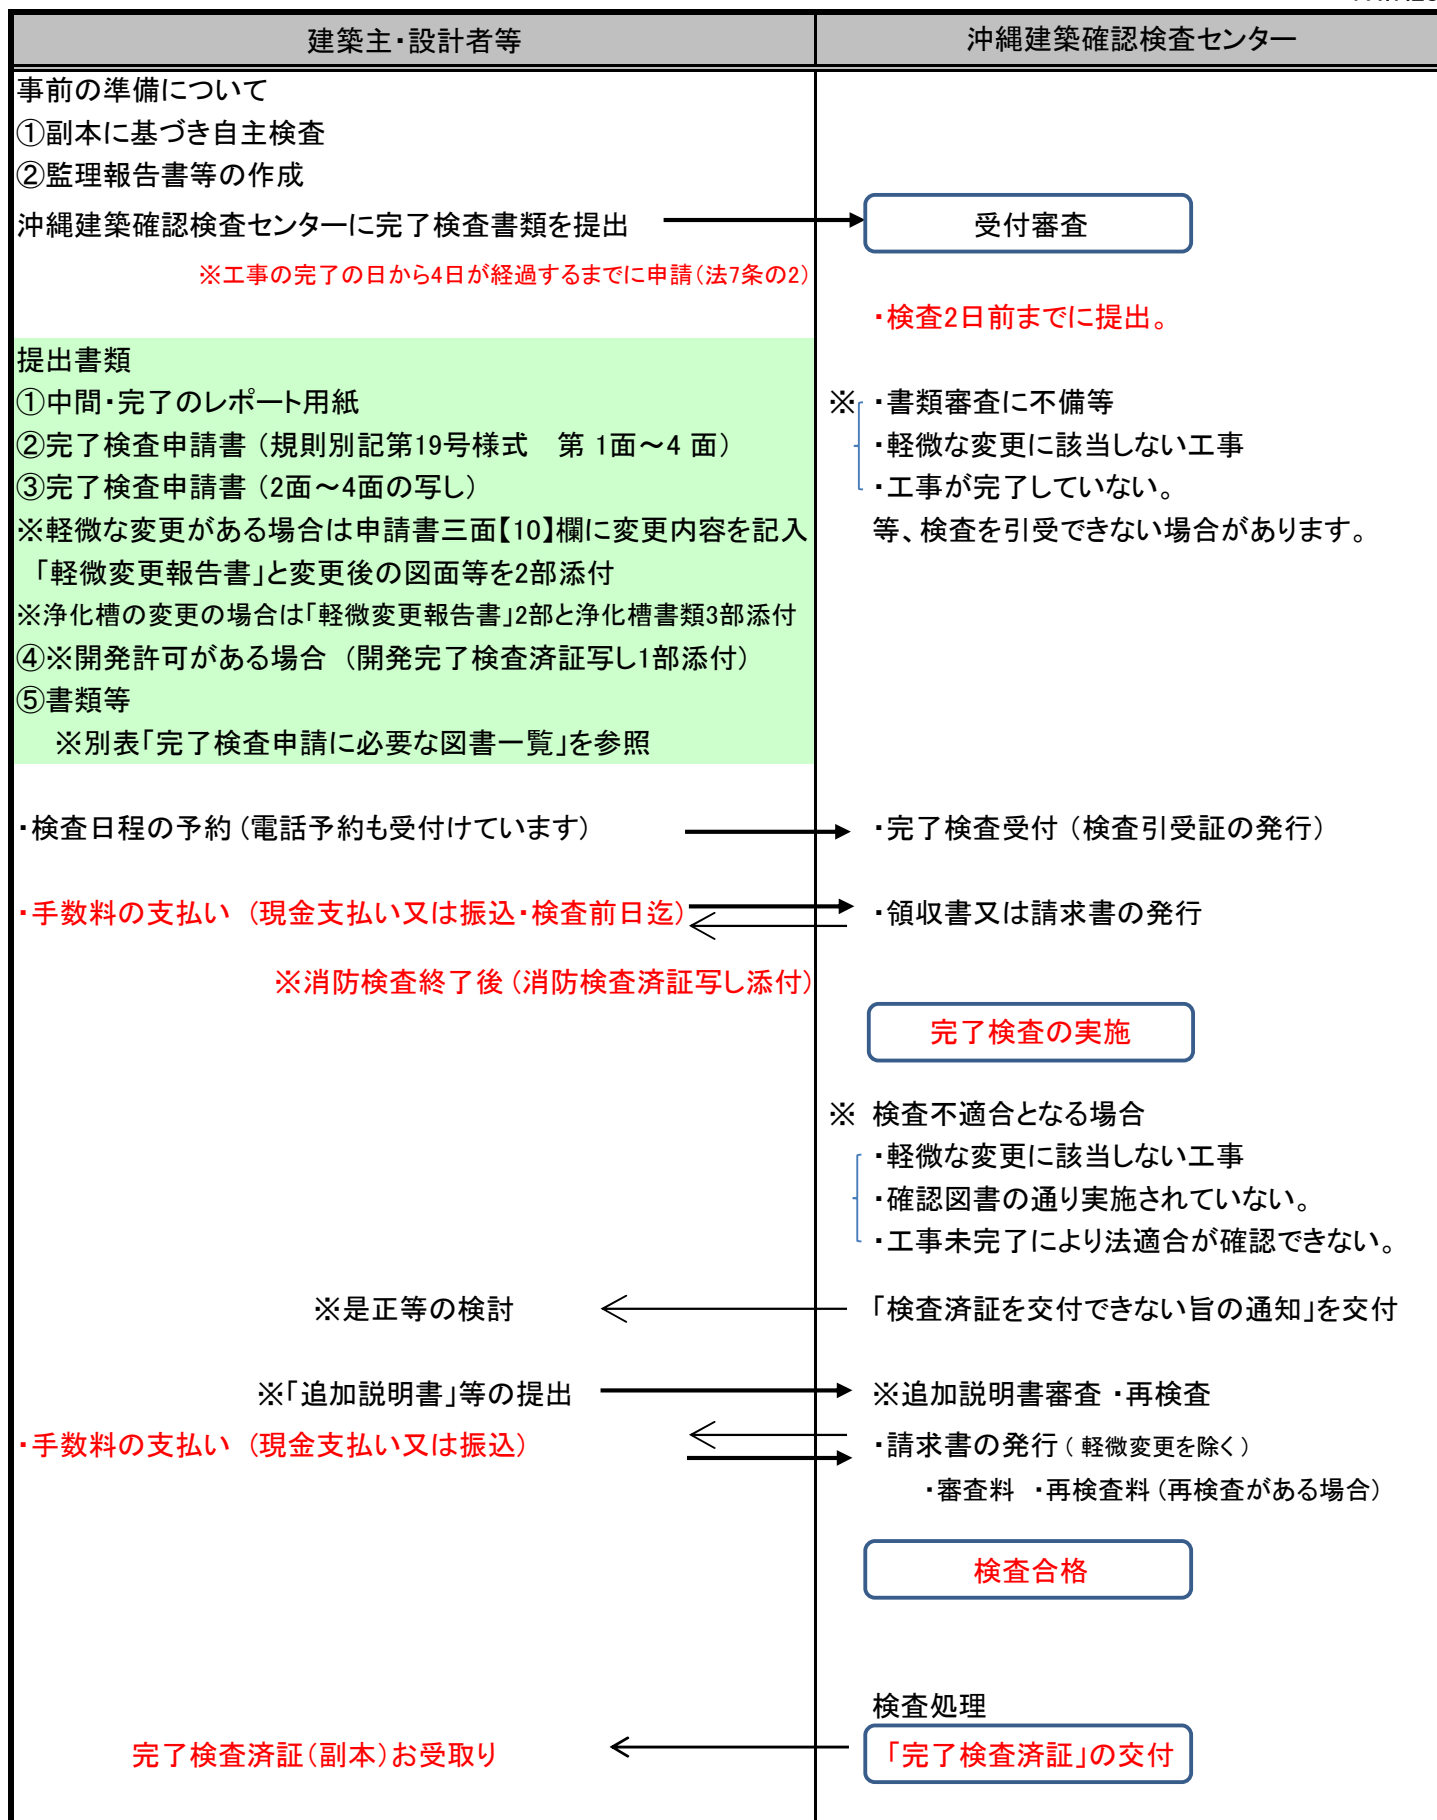 建築主・設計者等
沖縄建築確認検査センター
事前の準備について
①副本に基づき自主検査
②監理報告書等の作成
沖縄建築確認検査センターに完了検査書類を提出
受付審査
※工事の完了の日から4日が経過するまでに申請(法7条の2)
・検査2日前までに提出。
提出書類
①中間・完了のレポート用紙
②完了検査申請書（規則別記第19号様式　第 1面～4 面）
③完了検査申請書（2面～4面の写し）
※軽微な変更がある場合は申請書三面【10】欄に変更内容を記入
「軽微変更報告書」と変更後の図面等を2部添付
※浄化槽の変更の場合は「軽微変更報告書」2部と浄化槽書類3部添付
④※開発許可がある場合（開発完了検査済証写し1部添付）
⑤書類等
※別表「完了検査申請に必要な図書一覧」を参照
※ ・書類審査に不備等
・軽微な変更に該当しない工事
・工事が完了していない。
等、検査を引受できない場合があります。
・検査日程の予約（電話予約も受付けています）
・完了検査受付（検査引受証の発行）
・手数料の支払い（現金支払い又は振込・検査前日迄）
・領収書又は請求書の発行
※消防検査終了後（消防検査済証写し添付）
完了検査の実施
※ 検査不適合となる場合
・軽微な変更に該当しない工事
・確認図書の通り実施されていない。
・工事未完了により法適合が確認できない。
※是正等の検討
「検査済証を交付できない旨の通知」を交付
※「追加説明書」等の提出
※追加説明書審査 ・再検査
・手数料の支払い（現金支払い又は振込）
・請求書の発行（ 軽微変更を除く）
・審査料　・再検査料（再検査がある場合）
検査合格
検査処理
完了検査済証（副本）お受取り
「完了検査済証」の交付